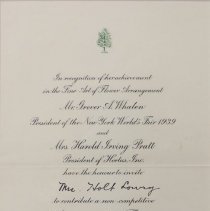 In recognition of her achievement
in the Fine Art of Flower Arrangement
Mr. Grover A. Whalen
President of the New York World's Fair 1939
and
Mrs. Harold Irving Pratt
President of Hortus, Inc.
have the honour to invite
Mrs. Holt Lowry
to contribute a non-competitive